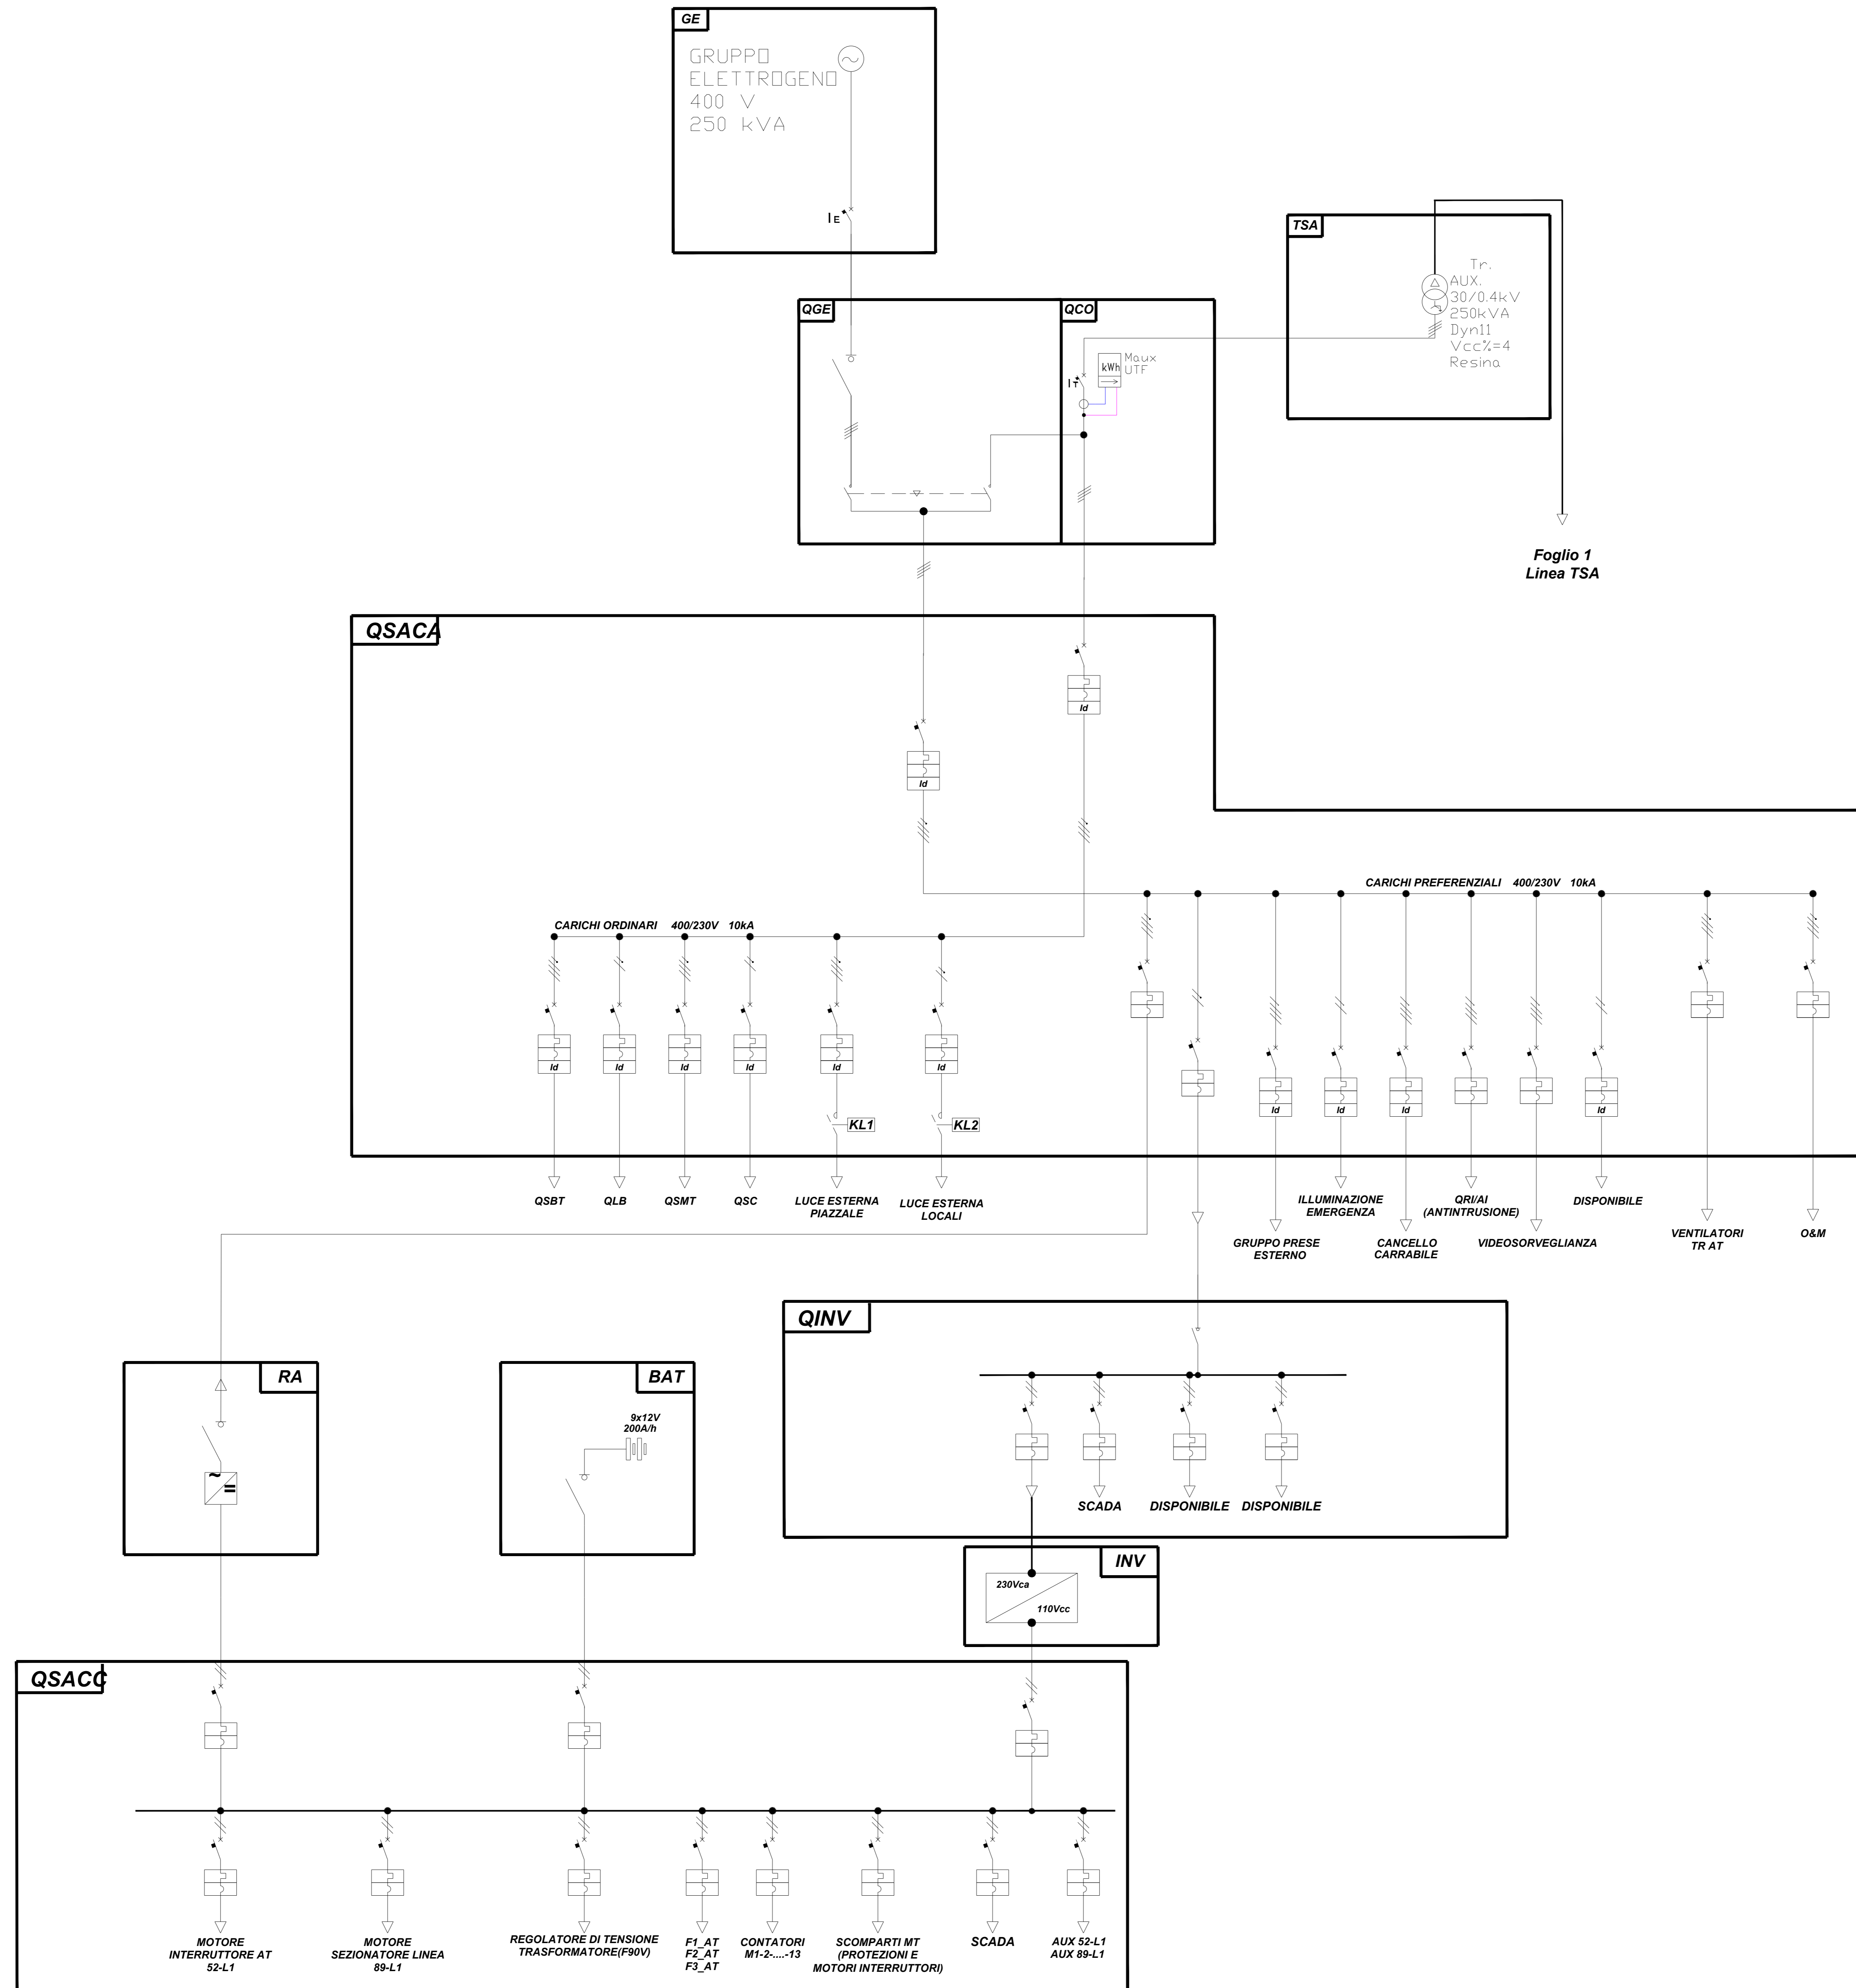 GE
GRUPPO
ELETTROGENO
400 V
250 kVA
IE
TSA
Tr.
AUX.
30/0.4kV
250kVA
Dyn11
Vcc%=4
Resina
QGE
QCO
kWh
Maux
UTF
IT
Foglio 1
Linea TSA
QSACA
Id
Id
CARICHI PREFERENZIALI 400/230V 10kA
CARICHI ORDINARI 400/230V 10kA
Id
Id
Id
Id
Id
Id
Id
Id
Id
Id
KL1
KL2
QSBT
QLB
QSMT
QSC
LUCE ESTERNA
PIAZZALE
LUCE ESTERNA
LOCALI
GRUPPO PRESE
ESTERNO
ILLUMINAZIONE
EMERGENZA
CANCELLO
CARRABILE
QRI/AI
(ANTINTRUSIONE)
VIDEOSORVEGLIANZA
DISPONIBILE
VENTILATORI
TR AT
O&M
QINV
SCADA
DISPONIBILE
DISPONIBILE
RA
BAT
9x12V
200A/h
INV
230Vca
110Vcc
QSACC
MOTORE
INTERRUTTORE AT
52-L1
MOTORE
SEZIONATORE LINEA
89-L1
REGOLATORE DI TENSIONE
TRASFORMATORE(F90V)
F1_AT
F2_AT
F3_AT
CONTATORI
M1-2-....-13
SCOMPARTI MT
(PROTEZIONI E
MOTORI INTERRUTTORI)
SCADA
AUX 52-L1
AUX 89-L1